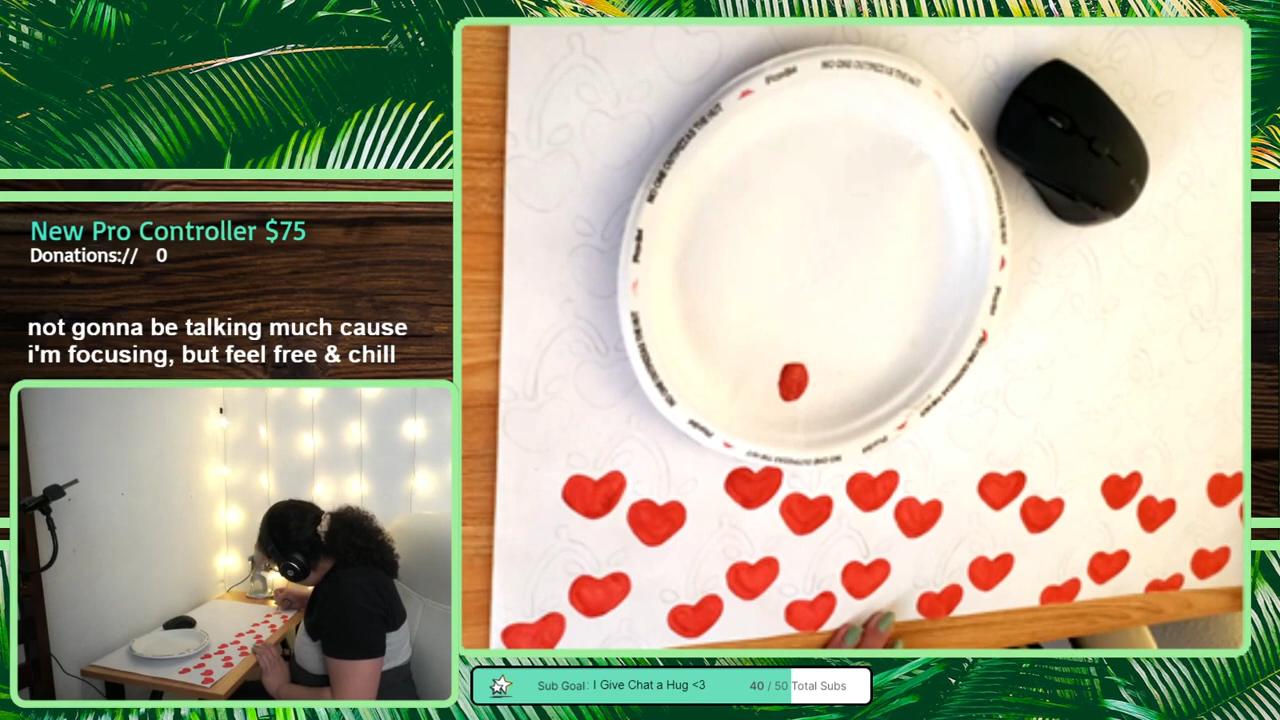 New Pro Controller $75
Donations:// 0
not gonna be talking much cause
i'm focusing, but feel free & chill
Sub Goal: I Give Chat a Hug <3
40 / 50 Total Subs